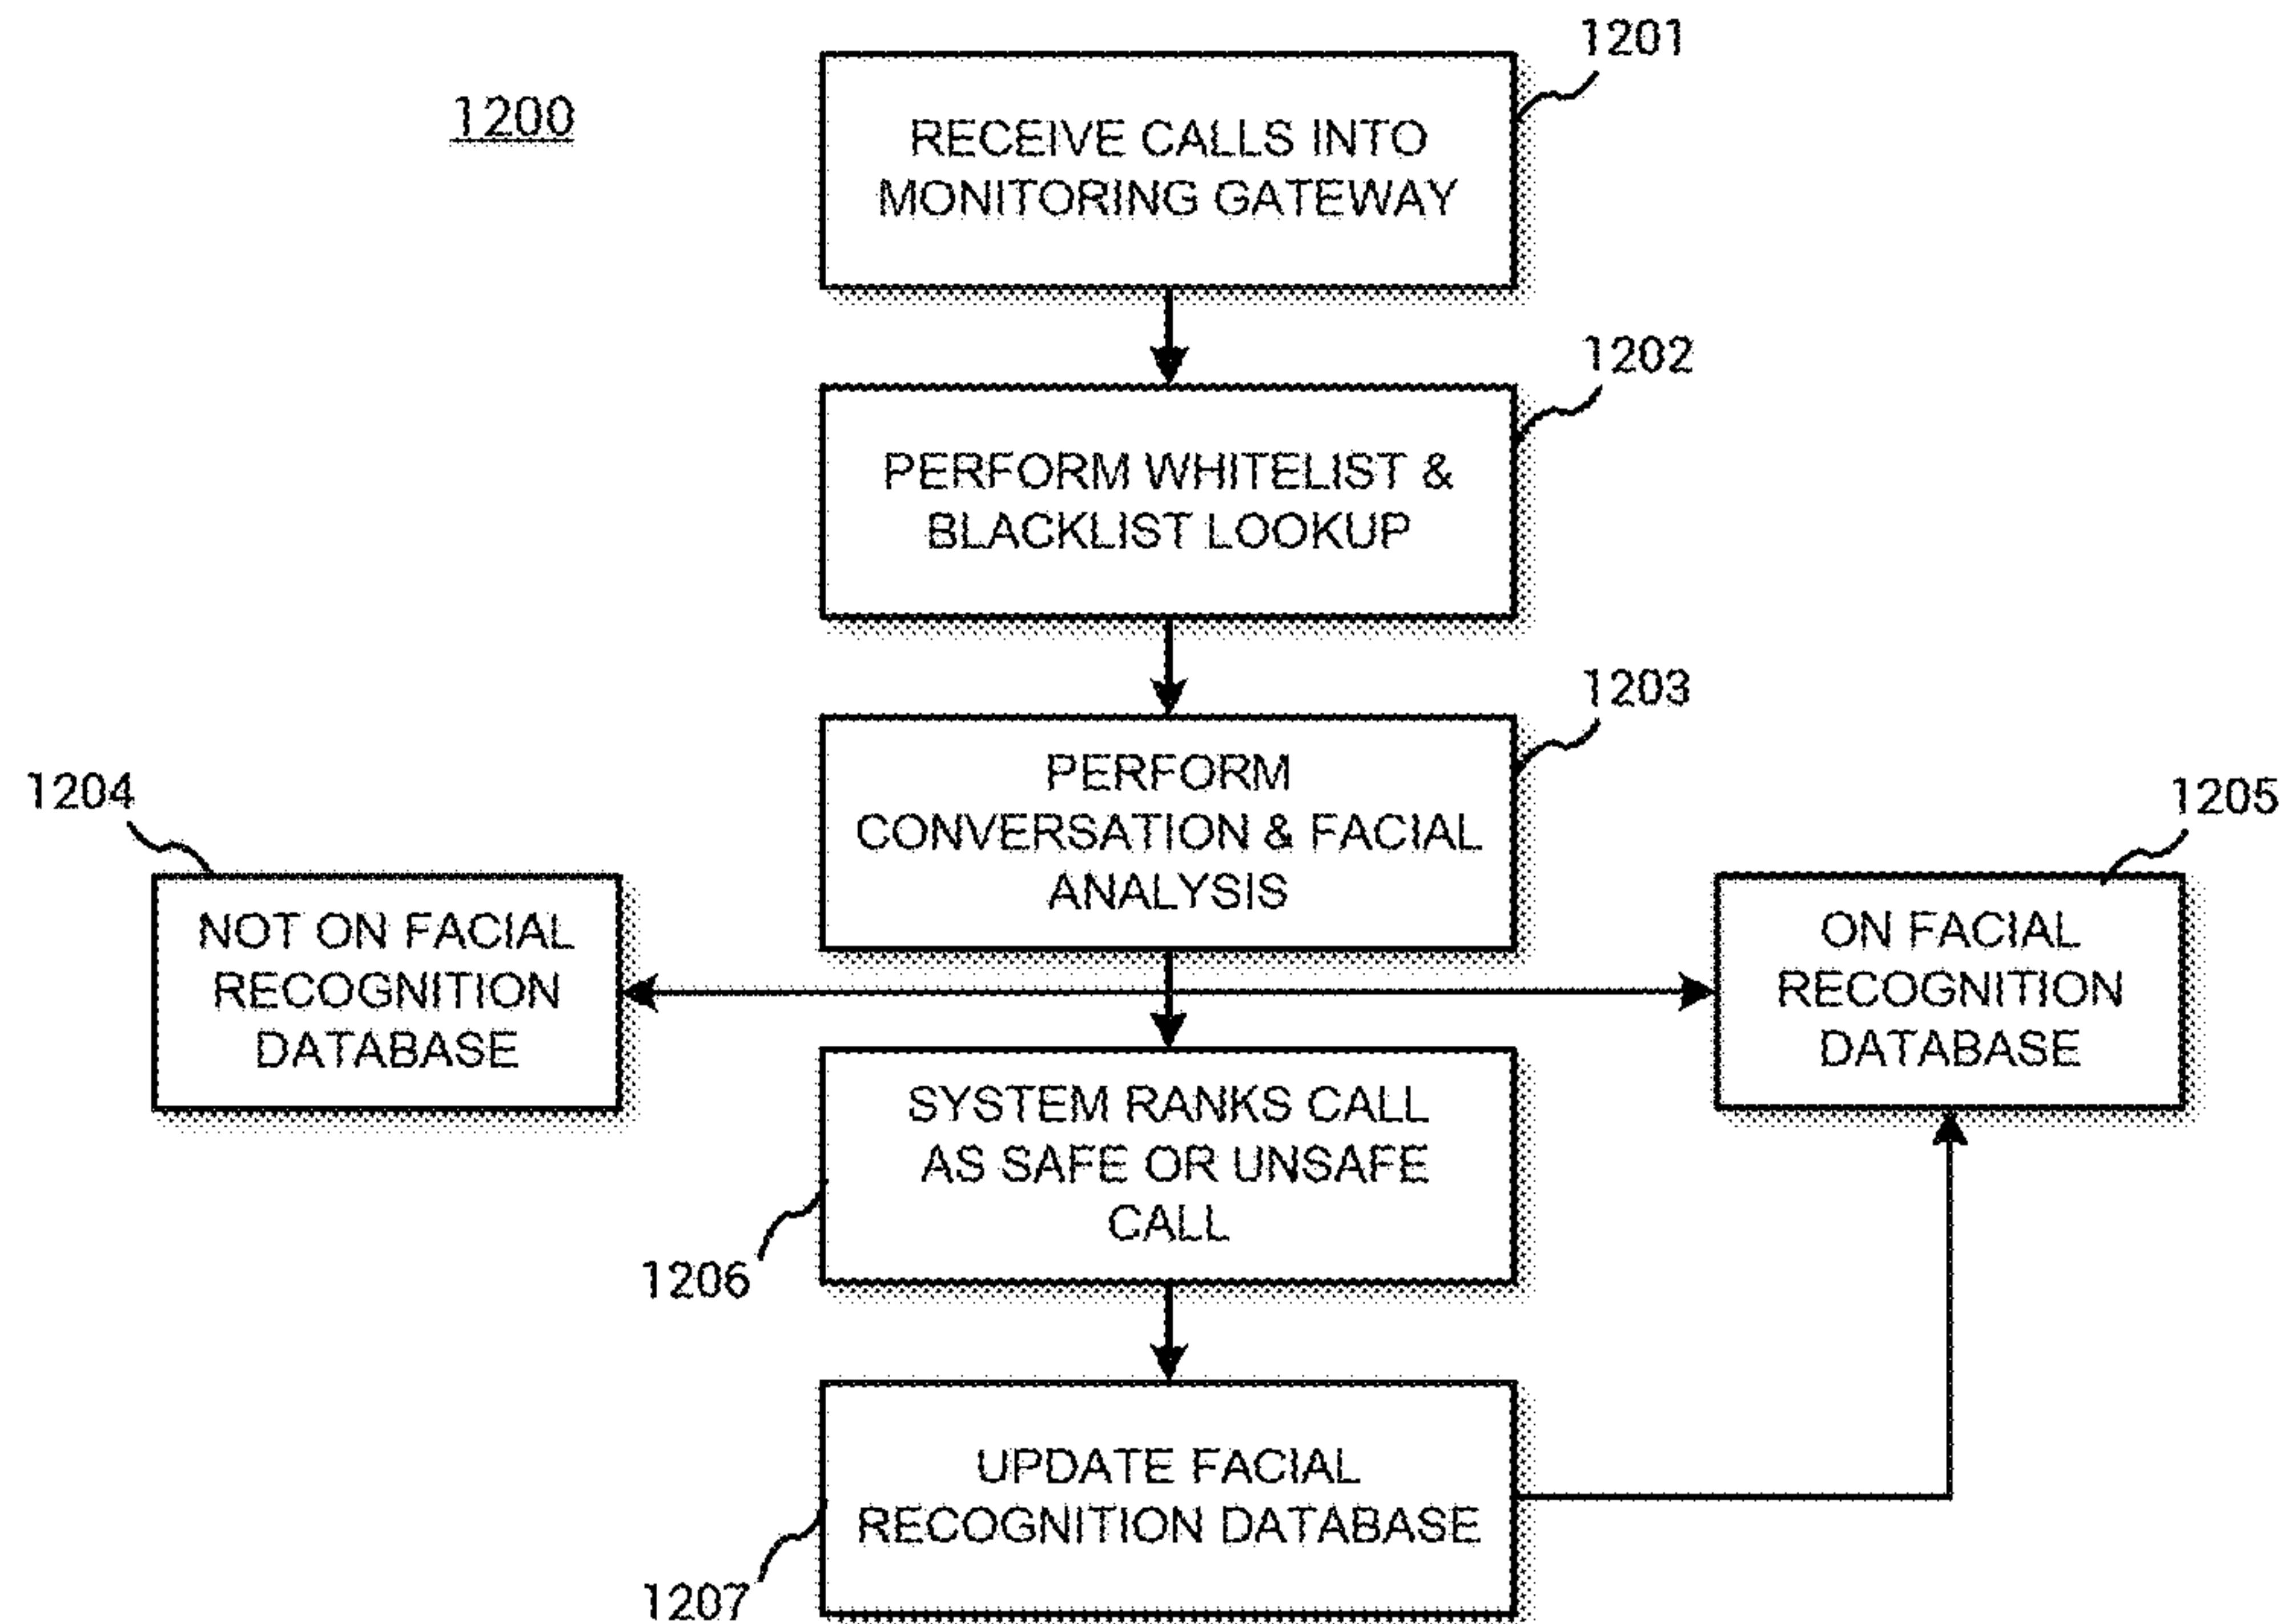 1200
1201
RECEIVE CALLS INTO
MONITORING GATEWAY
1202
PERFORM WHITELIST &
BLACKLIST LOOKUP
1203
PERFORM
CONVERSATION & FACIAL
ANALYSIS
1204
NOT ON FACIAL
RECOGNITION
DATABASE
1205
ON FACIAL
RECOGNITION
DATABASE
SYSTEM RANKS CALL
AS SAFE OR UNSAFE
CALL
1206
UPDATE FACIAL
RECOGNITION DATABASE
1207